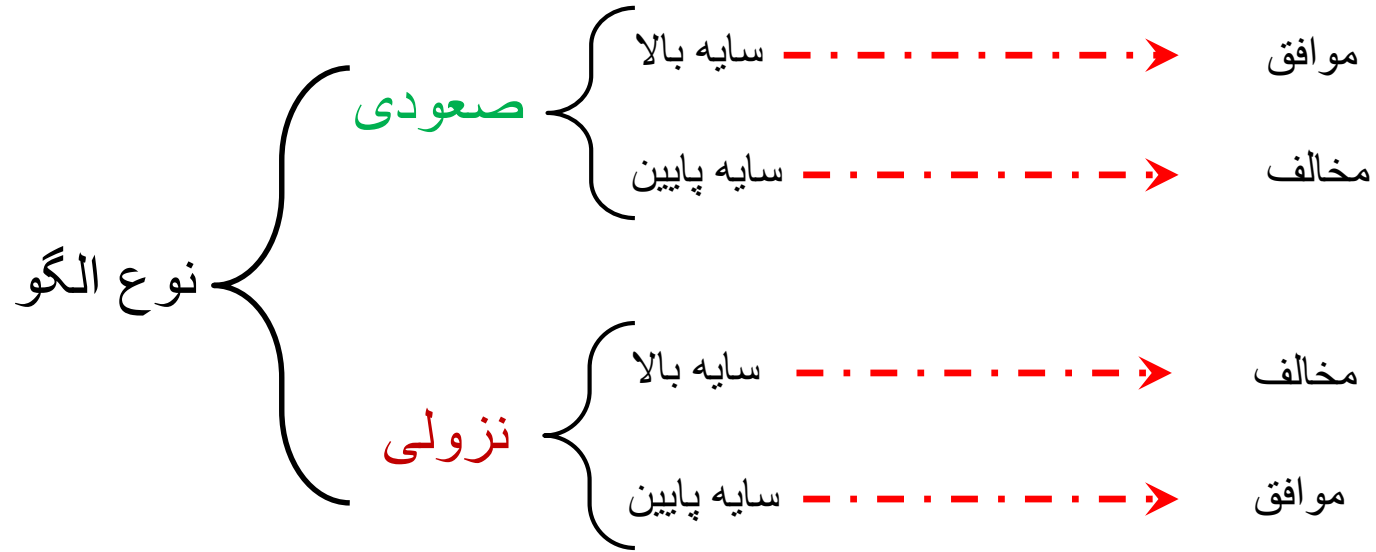 نوع الگو
صعودی
سایه بالا
موافق
سایه پایین
مخالف
نزولی
سایه بالا
مخالف
سایه پایین
موافق